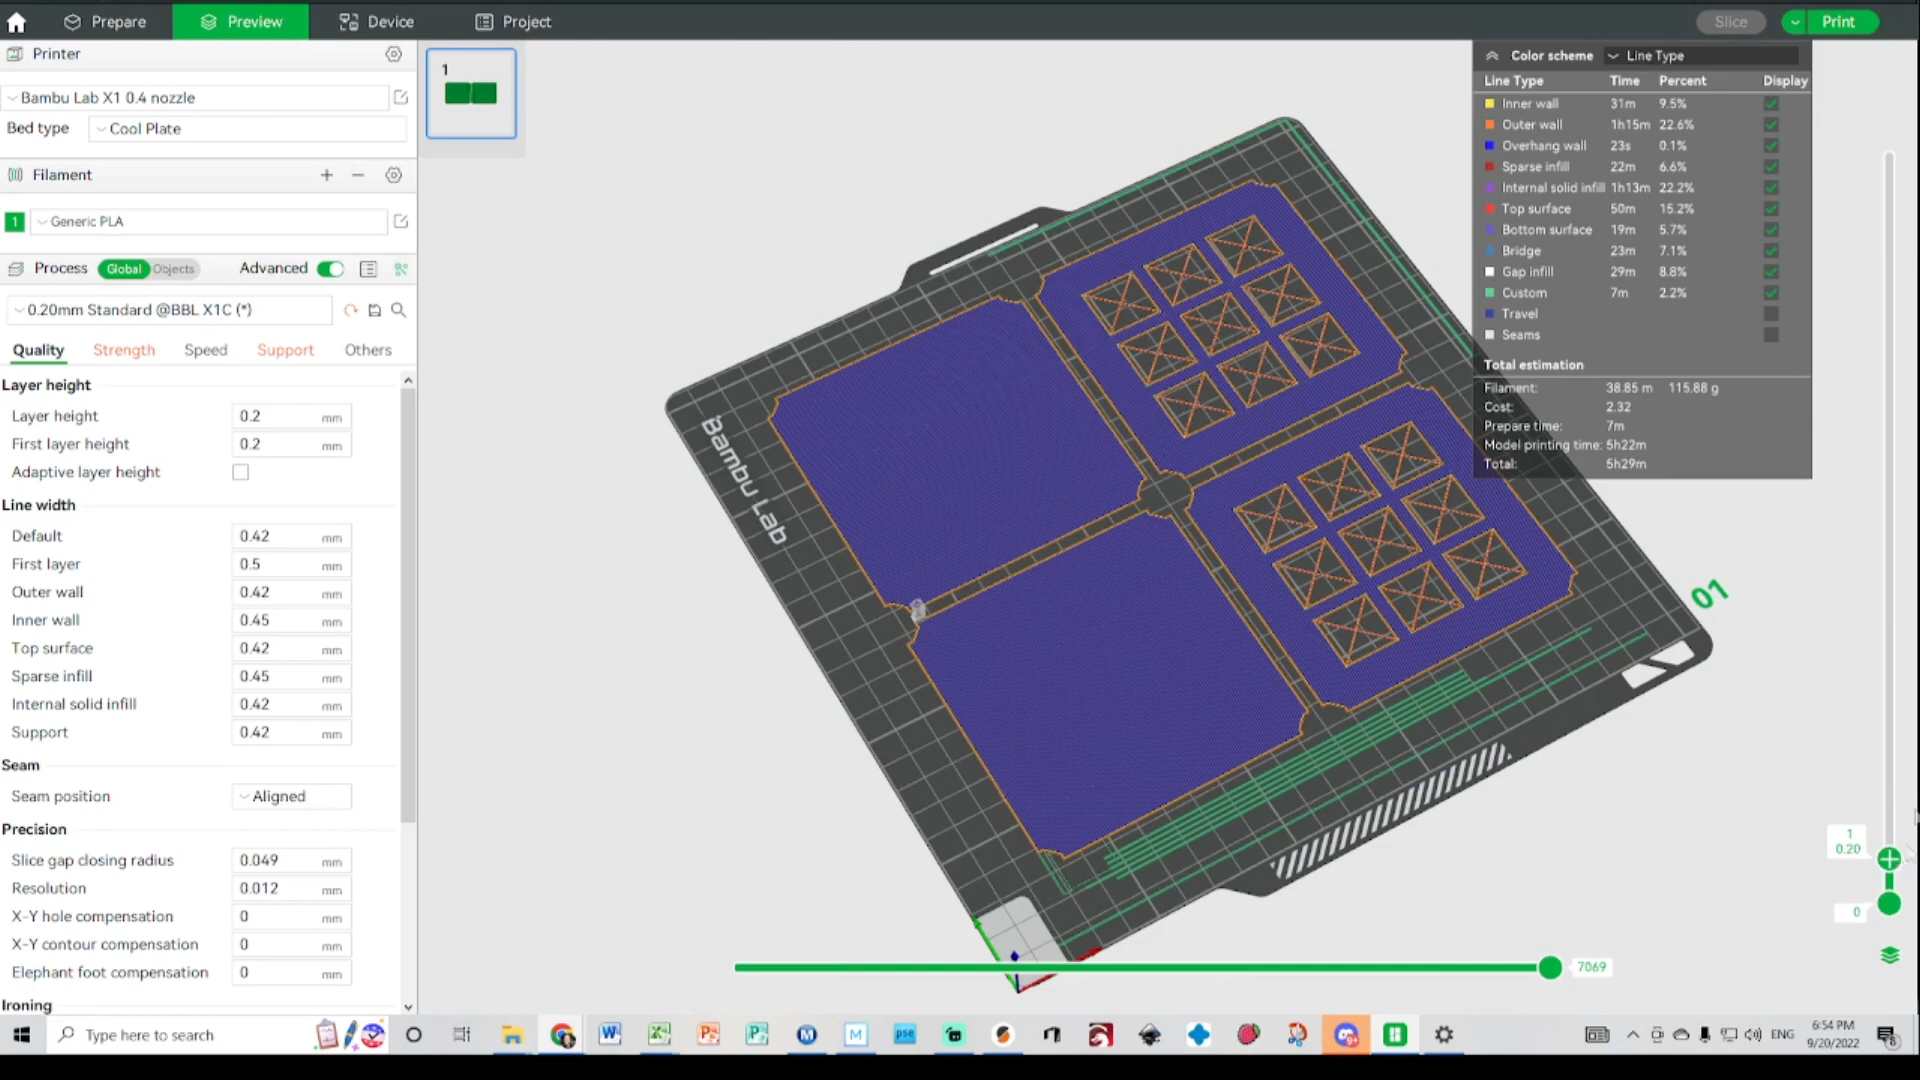 Prepare
Preview
Device
Project
Slice
Print
Printer
Bambu Lab X1 0.4 nozzle
Bed type
Cool Plate
Filament
1
Generic PLA
Process
Global
Objects
Advanced
0.20mm Standard @BBL X1C (*)
Quality
Strength
Speed
Support
Others
Layer height
Layer height 0.2 mm
First layer height 0.2 mm
Adaptive layer height
Line width
Default 0.42 mm
First layer 0.5 mm
Outer wall 0.42 mm
Inner wall 0.45 mm
Top surface 0.42 mm
Sparse infill 0.45 mm
Internal solid infill 0.42 mm
Support 0.42 mm
Seam
Seam position Aligned
Precision
Slice gap closing radius 0.049 mm
Resolution 0.012 mm
X-Y hole compensation 0 mm
X-Y contour compensation 0 mm
Elephant foot compensation 0 mm
Ironing
1
Bambu Lab
01
Color scheme Line Type
Line Type Time Percent Display
Inner wall 31m 9.5%
Outer wall 1h15m 22.6%
Overhang wall 23s 0.1%
Sparse infill 22m 6.6%
Internal solid infill 1h13m 22.2%
Top surface 50m 15.2%
Bottom surface 19m 5.7%
Bridge 23m 7.1%
Gap infill 29m 8.8%
Custom 7m 2.2%
Travel
Seams
Total estimation
Filament: 38.85 m 115.88 g
Cost: 2.32
Prepare time: 7m
Model printing time: 5h22m
Total: 5h29m
1
0.20
0
7069
Type here to search
pse
ENG
6:54 PM
9/20/2022